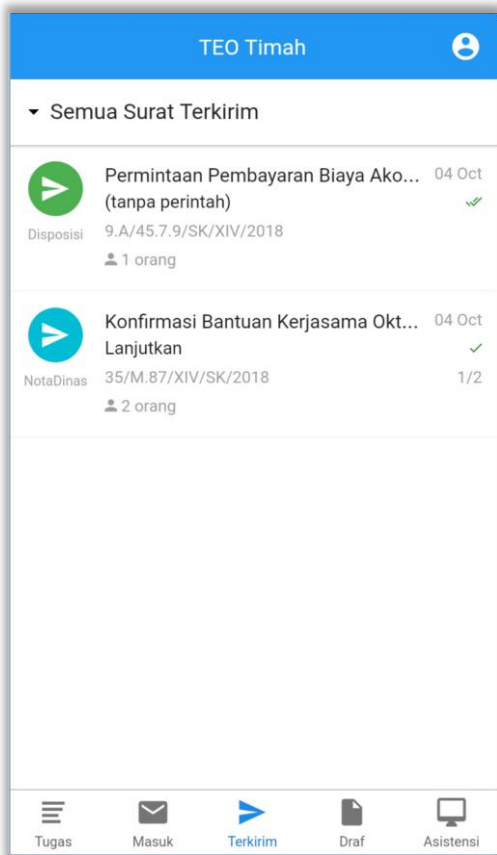 TEO Timah
Semua Surat Terkirim
Permintaan Pembayaran Biaya Ako... 04 Oct
(tanpa perintah)
Disposisi 9.A/45.7.9/SK/XIV/2018
1 orang
Konfirmasi Bantuan Kerjasama Okt... 04 Oct
Lanjutkan
NotaDinas 35/M.87/XIV/SK/2018 1/2
2 orang
Tugas Masuk Terkirim Draf Asistensi